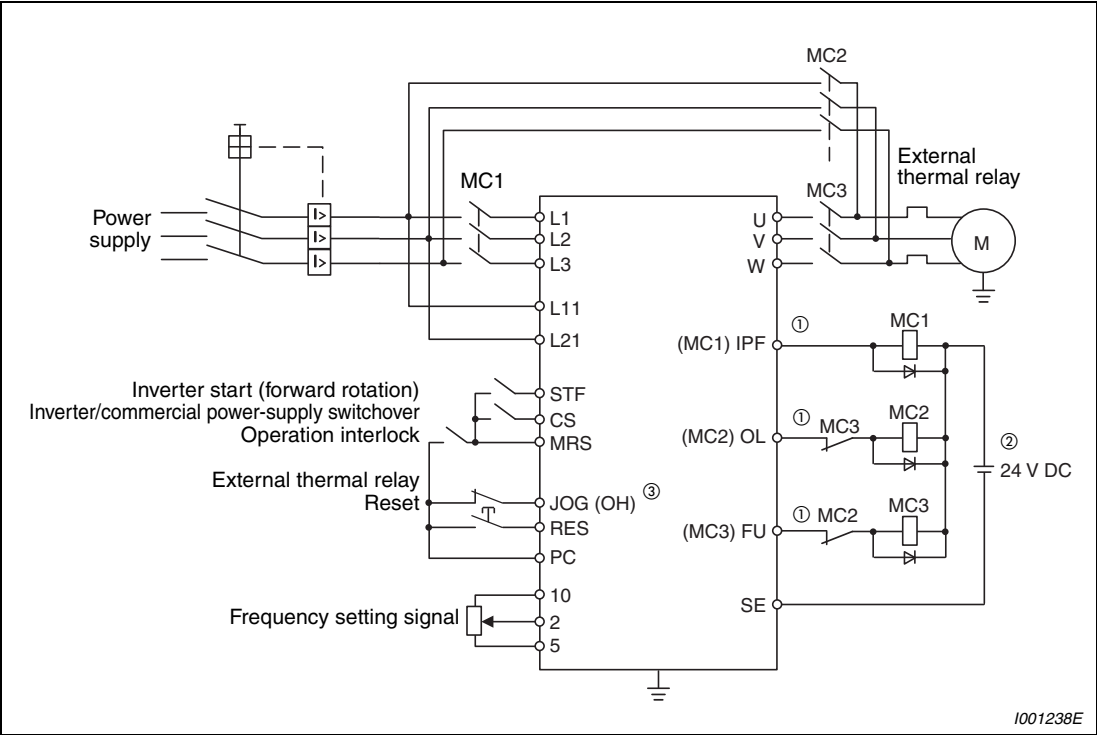 MC2
External
thermal relay
MC1
MC3
Power
supply
I>
I>
I>
L1
L2
L3
L11
L21
U
V
W
M
Inverter start (forward rotation)
Inverter/commercial power-supply switchover
Operation interlock
STF
CS
MRS
External thermal relay
Reset
JOG (OH) ③
RES
PC
Frequency setting signal
10
2
5
(MC1) IPF
①
MC1
(MC2) OL
① MC3
MC2
② 
24 V DC
(MC3) FU
① MC2
MC3
SE
I001238E